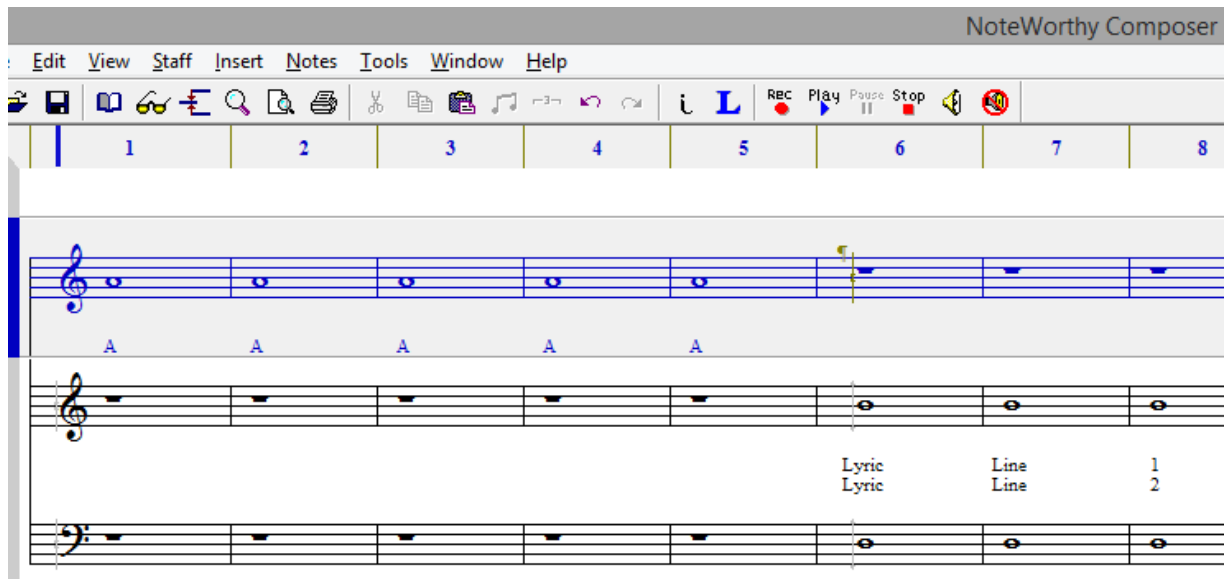 NoteWorthy Composer
Edit View Staff Insert Notes Tools Window Help
-3- i L Rec Play Pause Stop
1 2 3 4 5 6 7 8
¶
A A A A A
Lyric Line 1
Lyric Line 2